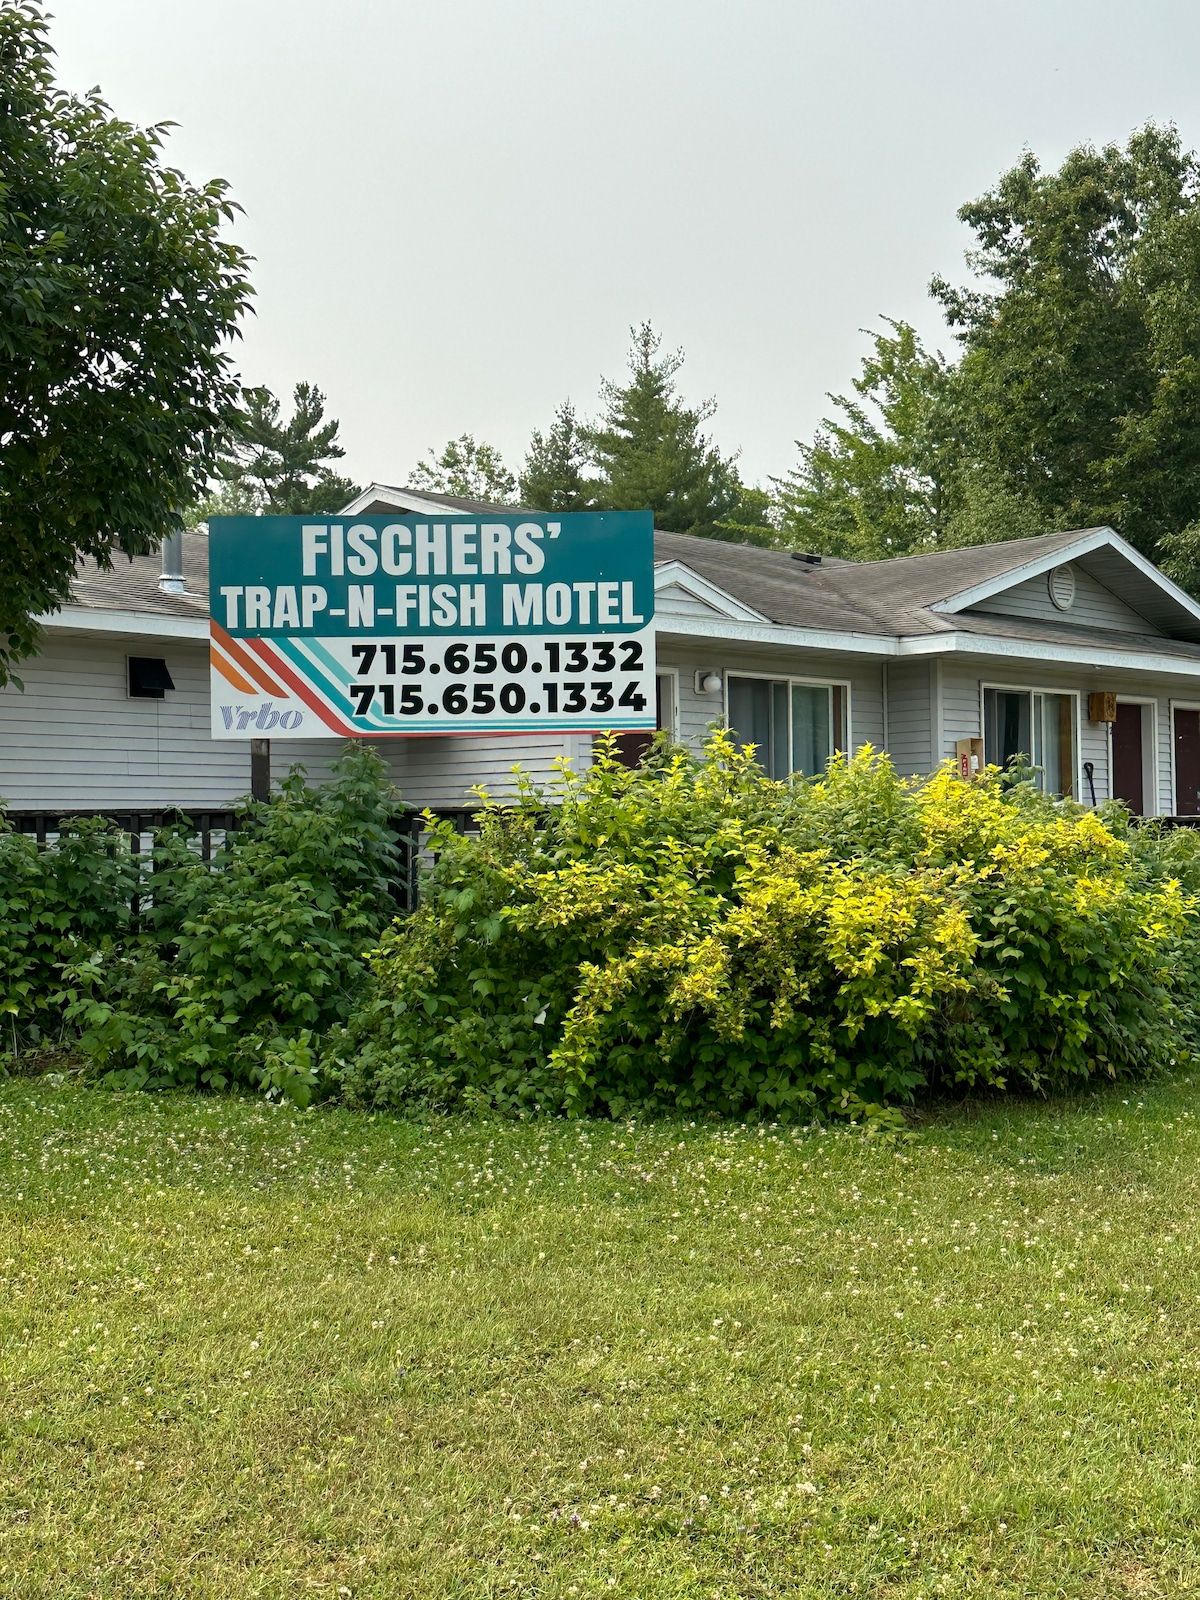 FISCHERS’
TRAP-N-FISH MOTEL
715.650.1332
715.650.1334
Vrbo